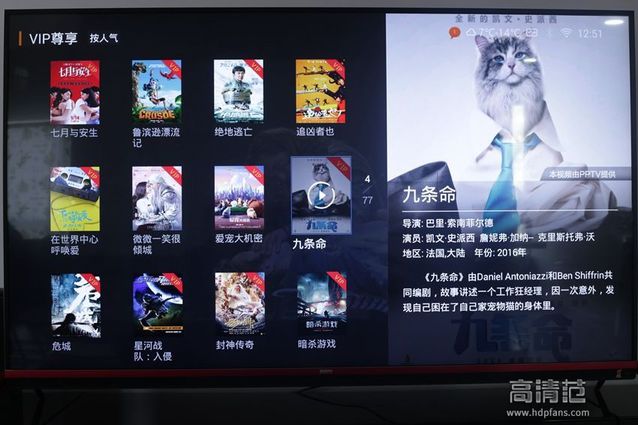 VIP尊享 按人气
全新的凯文·史派西
7°C-14°C 12:51
七月与安生
鲁滨逊漂流记
绝地逃亡
追凶者也
VIP
CRUSOE
4
77
本视频由PPTV提供
九条命
导演: 巴里·索南菲尔德
演员: 凯文·史派西 詹妮弗·加纳- 克里斯托弗·沃
地区: 法国,大陆 年份: 2016年
在世界中心呼唤爱
微微一笑很倾城
爱宠大机密
九条命
《九条命》由Daniel Antoniazzi和Ben Shiffrin共
同编剧，故事讲述一个工作狂经理，因一次意外，发
现自己困在了自己家宠物猫的身体里。
九条命
危城
星河战队：入侵
封神传奇
暗杀游戏
高清范
www.hdpfans.com